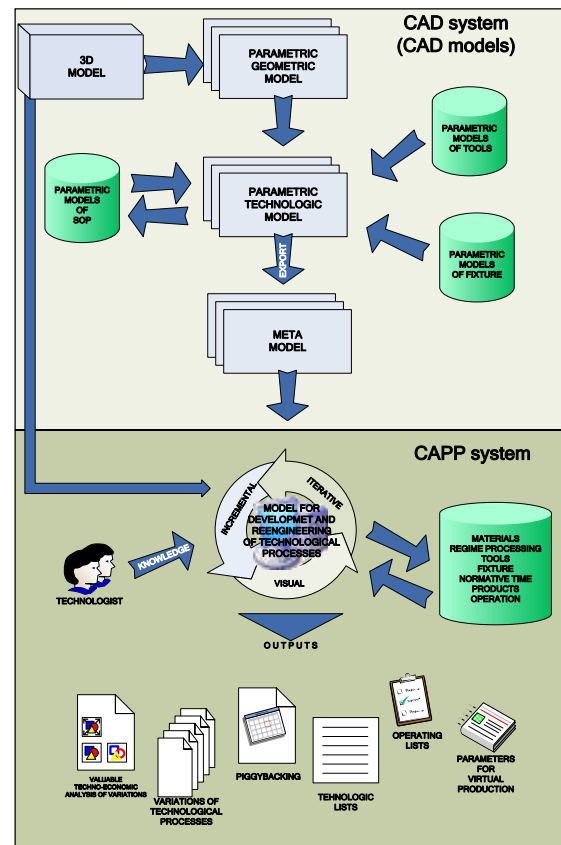 CAD system
(CAD models)
3D
MODEL
PARAMETRIC
GEOMETRIC
MODEL
PARAMETRIC
MODELS
OF TOOLS
PARAMETRIC
MODELS
OF
SOP
PARAMETRIC
TECHNOLOGIC
MODEL
PARAMETRIC
MODELS
OF FIXTURE
EXPORT
META
MODEL
CAPP system
INCREMENTAL
ITERATIVE
VISUAL
MODEL FOR
DEVELOPMET AND
REENGINEERING
OF TECHNOLOGICAL
PROCESSES
KNOWLEDGE
TECHNOLOGIST
MATERIALS
REGIME PROCESSING
TOOLS
FIXTURE
NORMATIVE TIME
PRODUCTS
OPERATION
OUTPUTS
VALUABLE
TECHNO-ECONOMIC
ANALYSIS OF VARIATIONS
VARIATIONS OF
TECHNOLOGICAL
PROCESSES
PIGGYBACKING
TEHNOLOGIC
LISTS
OPERATING
LISTS
PARAMETERS
FOR
VIRTUAL
PRODUCTION